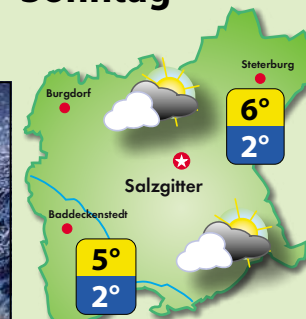 Sonntag
Steterburg
Burgdorf
6°
2°
Salzgitter
Baddeckenstedt
5°
2°